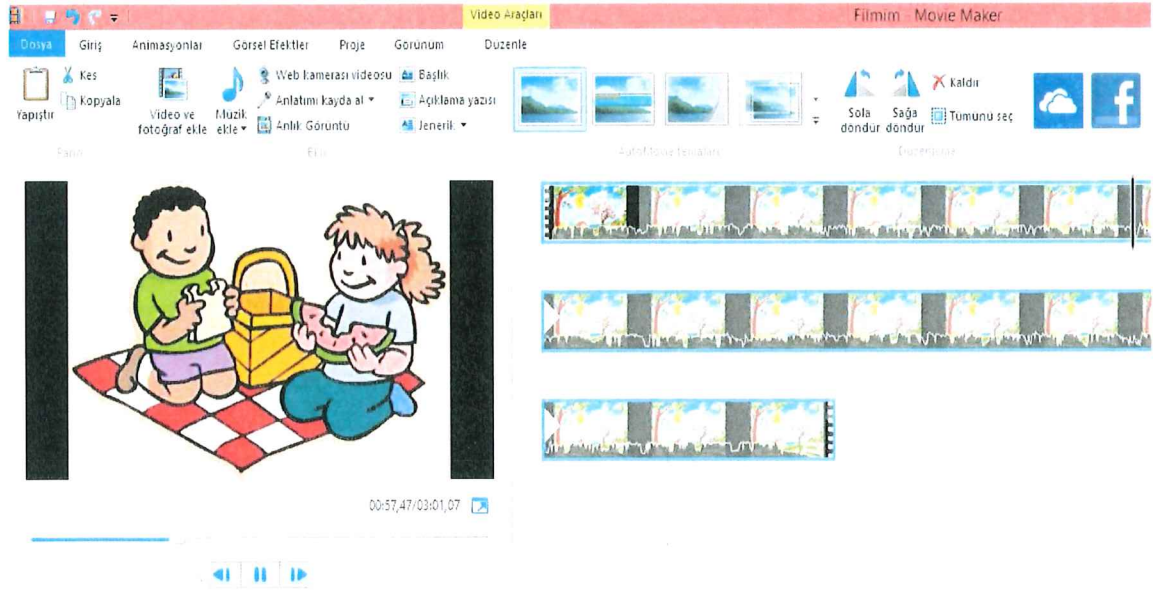 Video Araçları
Filmim Movie Maker
Dosya Giriş Animasyonlar Görsel Efektler Proje Görünüm Düzenle
Yapıştır
Kes
Kopyala
Video ve fotoğraf ekle
Müzik ekle
Web kamerası videosu
Anlatımı kayda al
Anlık Görüntü
Başlık
Açıklama yazısı
Jenerik
Sola döndür
Sağa döndür
Kaldır
Tümünü seç
f
AutoMovie temaları
00:57,47/03:01,07